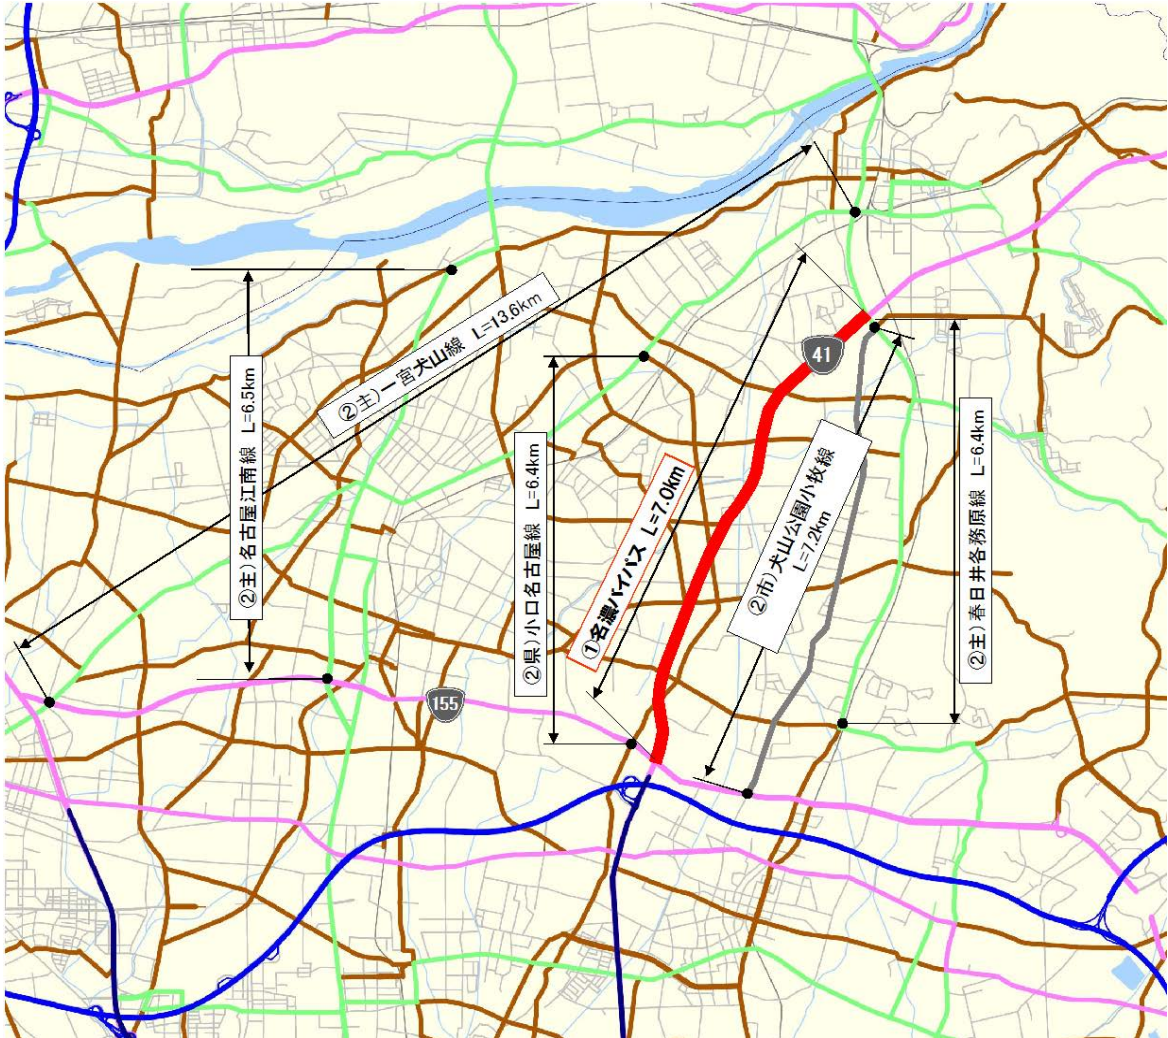 ②主)名古屋江南線 L=6.5km
②主)一宮犬山線 L=13.6km
②県)小口名古屋線 L=6.4km
①名濃バイパス L=7.0km
②市)犬山公園小牧線
L=7.2km
②主)春日井各務原線 L=6.4km
41
155